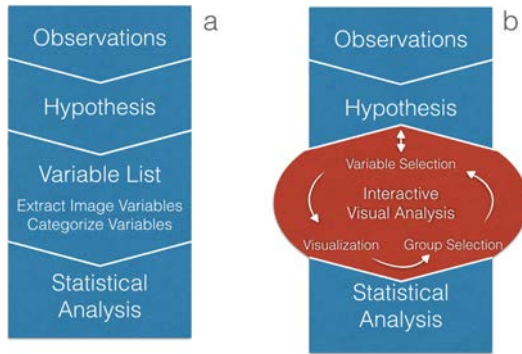 a
Observations
Hypothesis
Variable List
Extract Image Variables
Categorize Variables
Statistical
Analysis
b
Observations
Hypothesis
Variable Selection
Interactive
Visual Analysis
Visualization
Group Selection
Statistical
Analysis